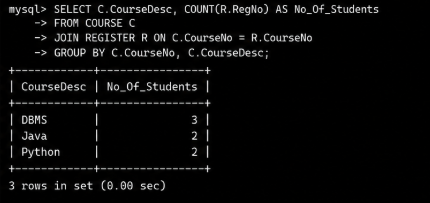 mysql> SELECT C.CourseDesc, COUNT(R.RegNo) AS No_Of_Students
    -> FROM COURSE C
    -> JOIN REGISTER R ON C.CourseNo = R.CourseNo
    -> GROUP BY C.CourseNo, C.CourseDesc;
+------------+----------------+
| CourseDesc | No_Of_Students |
+------------+----------------+
| DBMS       |              3 |
| Java       |              2 |
| Python     |              2 |
+------------+----------------+
3 rows in set (0.00 sec)